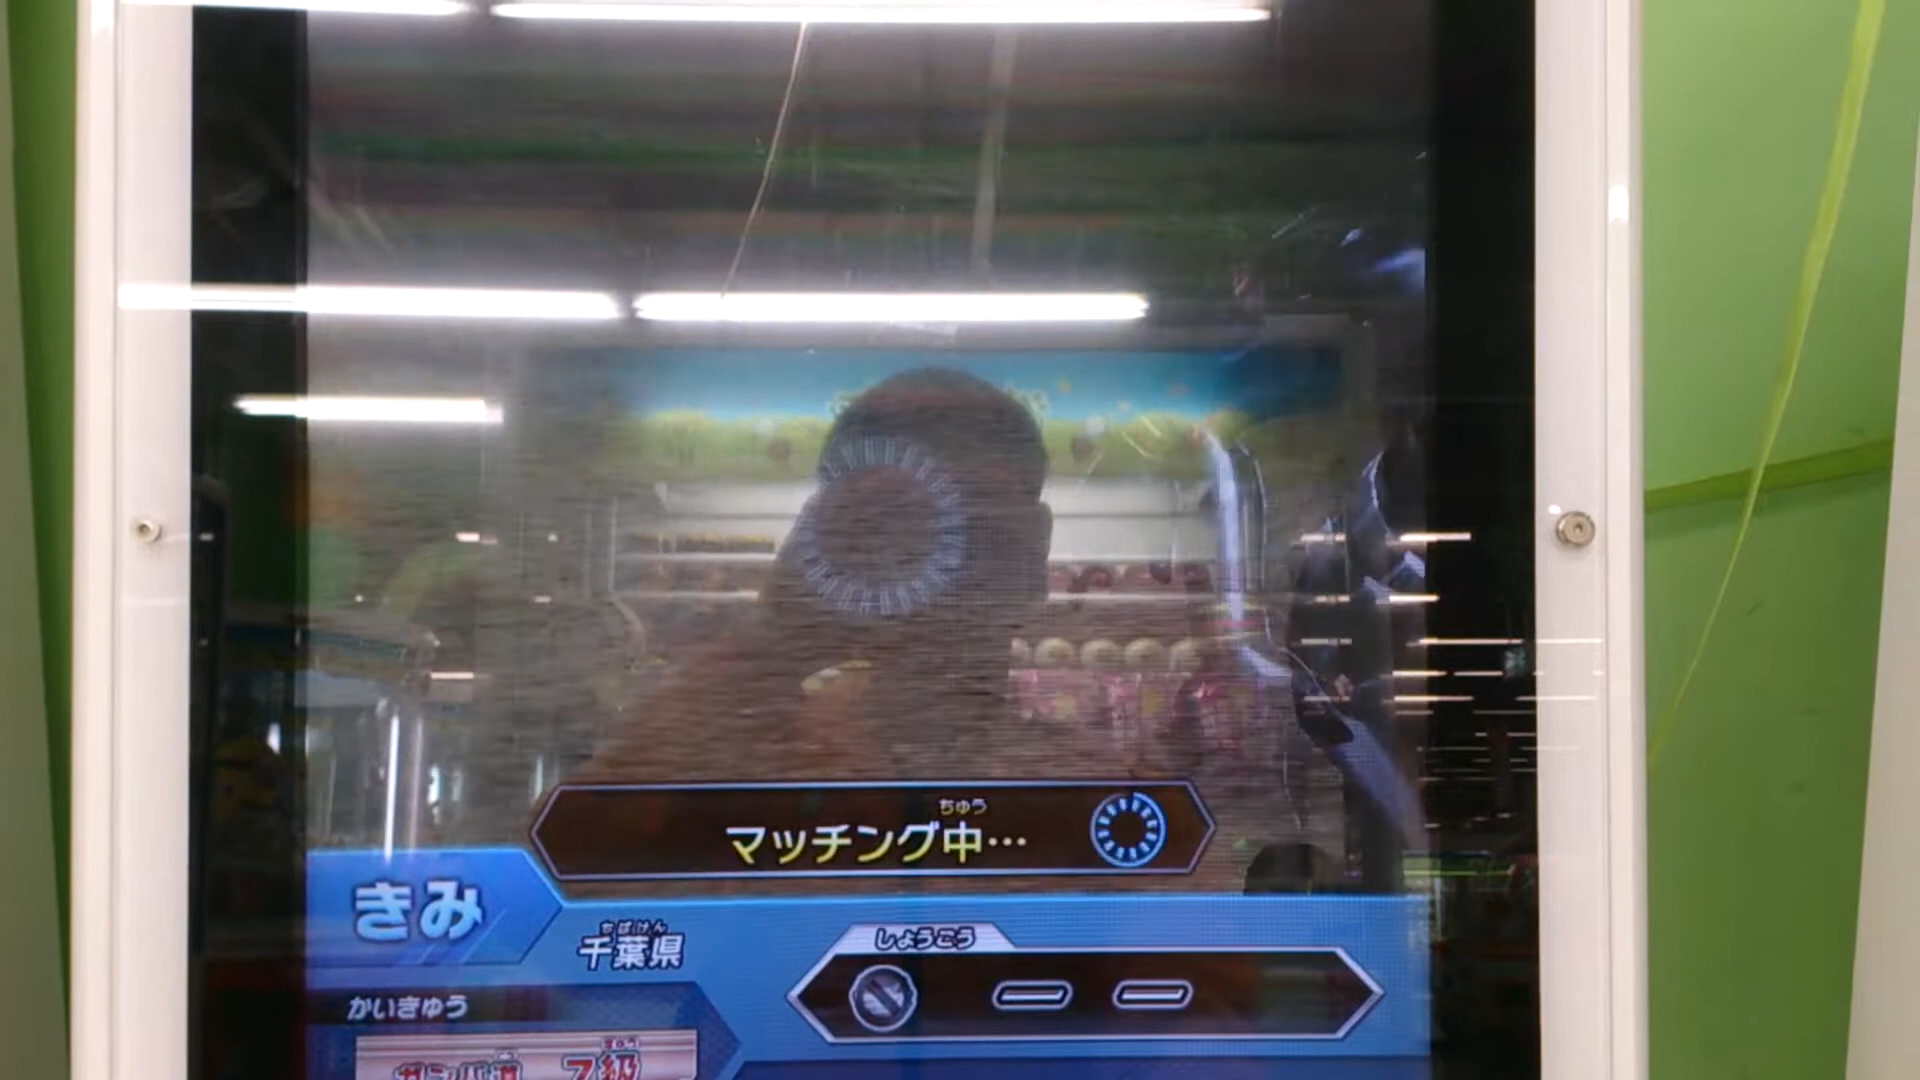 ちゅう
マッチング中…
きみ
ちばけん
千葉県
しょうこう
かいきゅう
7級